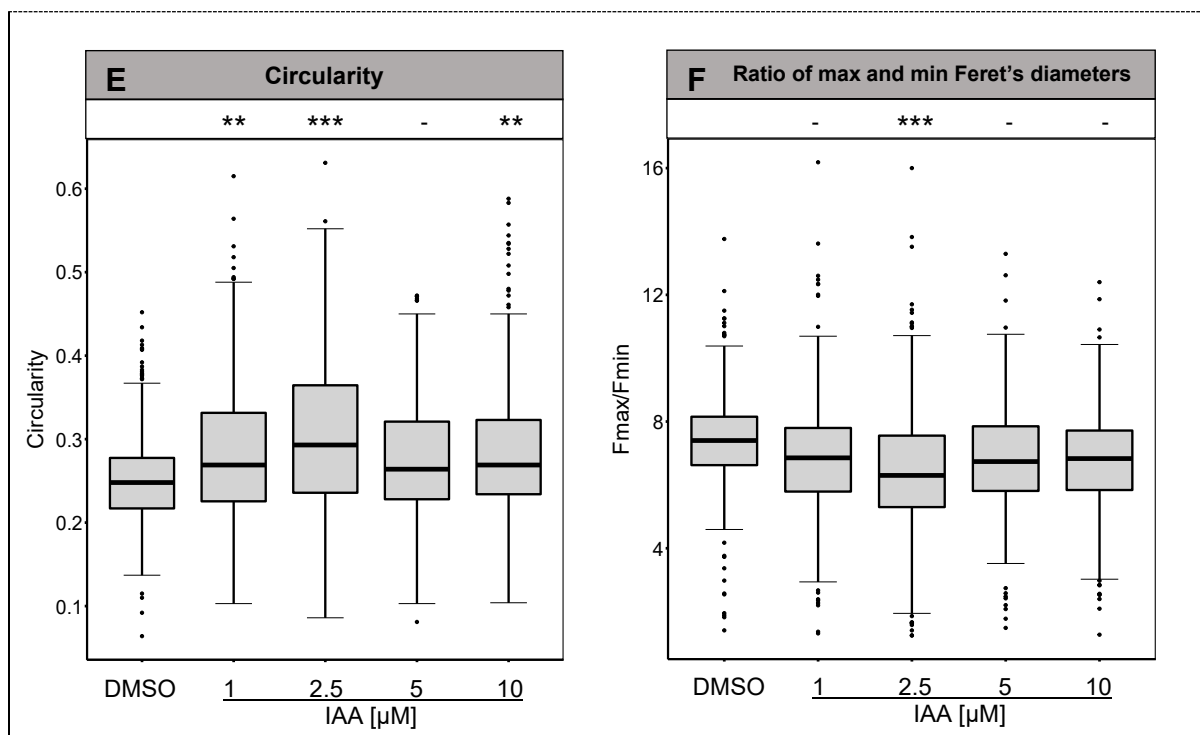 E Circularity
** *** - **
Circularity
0.6
0.5
0.4
0.3
0.2
0.1
DMSO 1 2.5 5 10
IAA [µM]
F Ratio of max and min Feret's diameters
- *** - -
Fmax/Fmin
16
12
8
4
DMSO 1 2.5 5 10
IAA [µM]